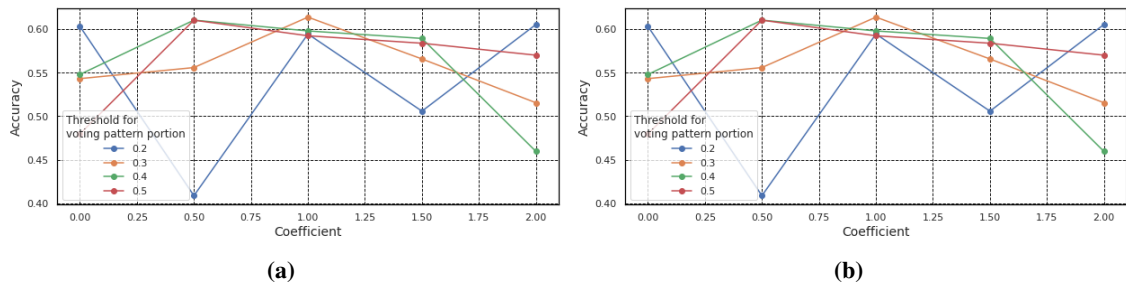 0.60
0.55
0.50
0.45
0.40
Accuracy
Threshold for
voting pattern portion
0.2
0.3
0.4
0.5
0.00 0.25 0.50 0.75 1.00 1.25 1.50 1.75 2.00
Coefficient
(a)
0.60
0.55
0.50
0.45
0.40
Accuracy
Threshold for
voting pattern portion
0.2
0.3
0.4
0.5
0.00 0.25 0.50 0.75 1.00 1.25 1.50 1.75 2.00
Coefficient
(b)